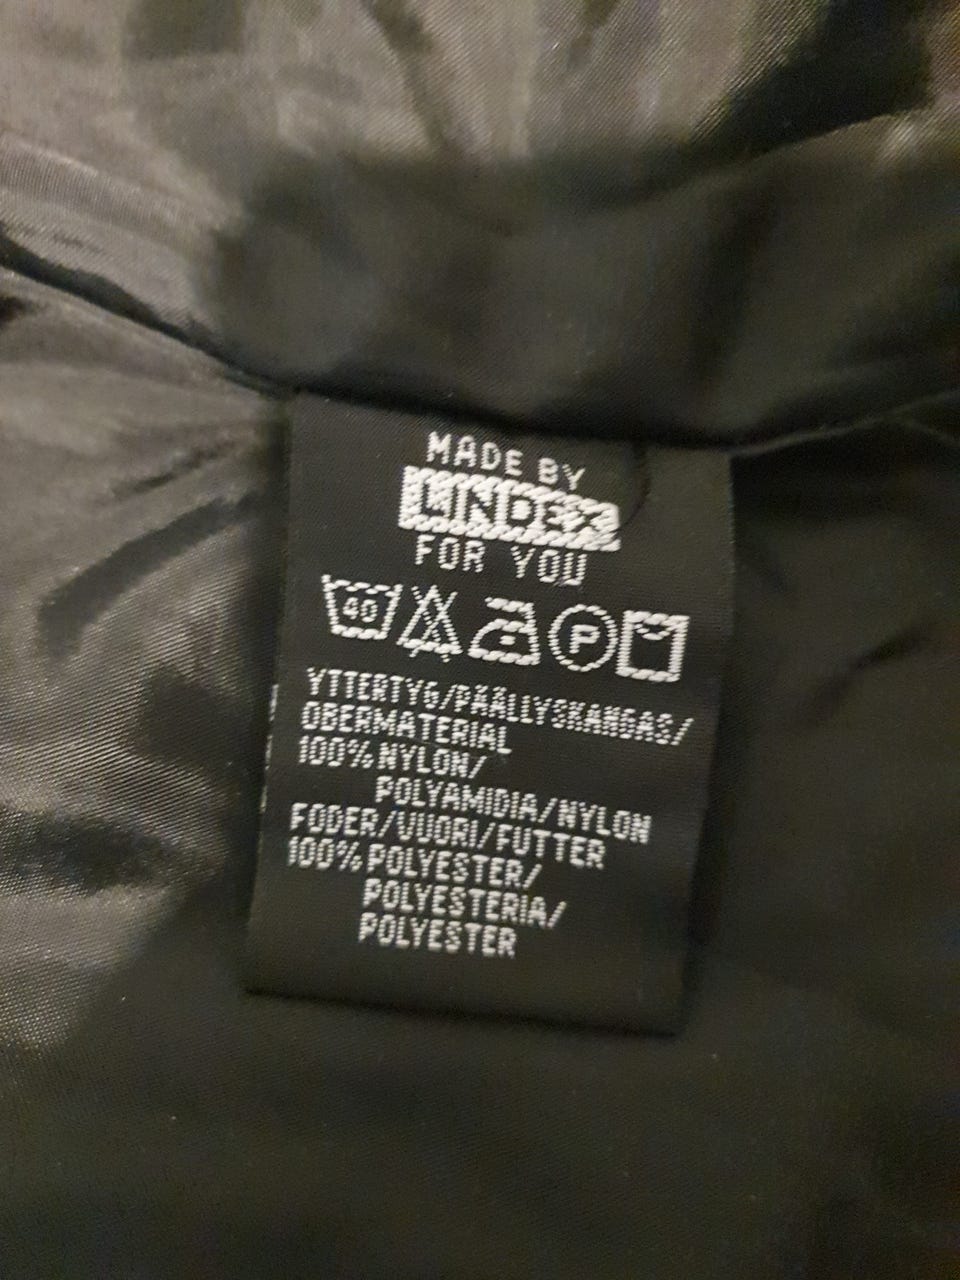 MADE BY
LINDEX
FOR YOU
40 P
YTTERTYG/PÄÄLLYSKANGAS/
OBERMATERIAL
100% NYLON/
POLYAMIDIA/NYLON
FODER/VUORI/FUTTER
100% POLYESTER/
POLYESTERIA/
POLYESTER